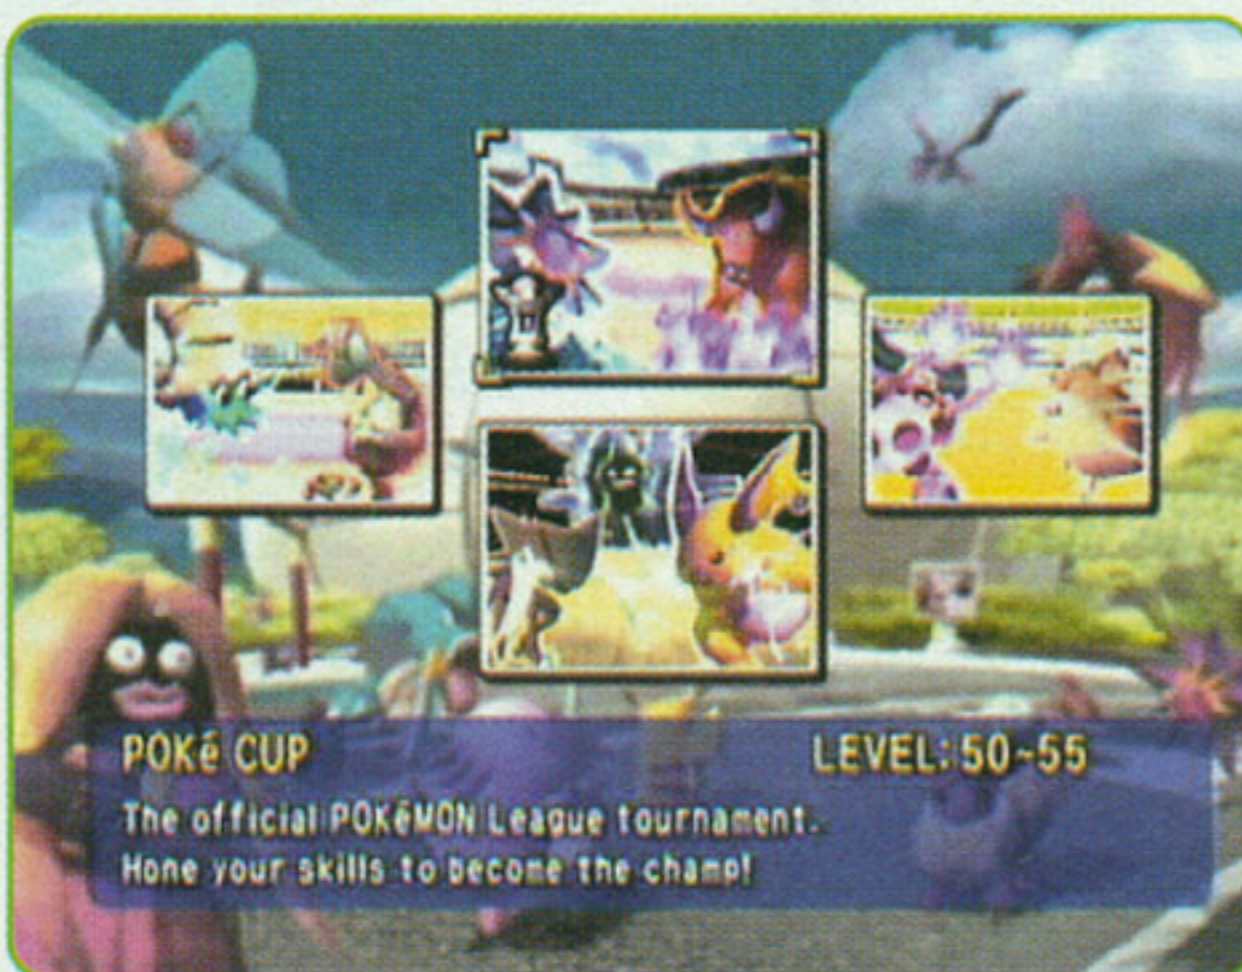 POKé CUP
LEVEL: 50~55
The official POKéMON League tournament.
Hone your skills to become the champ!